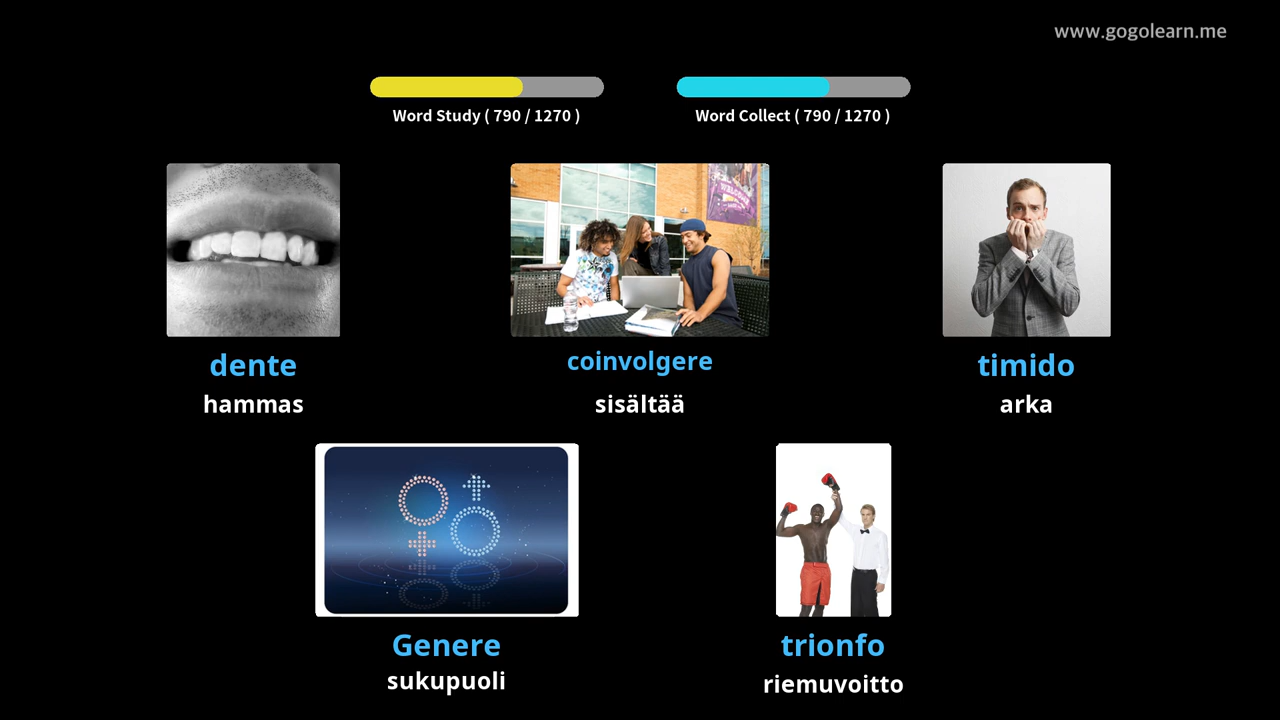 www.gogolearn.me
Word Study ( 790 / 1270 )
Word Collect ( 790 / 1270 )
WELCOME
dente
coinvolgere
timido
hammas
sisältää
arka
Genere
trionfo
sukupuoli
riemuvoitto